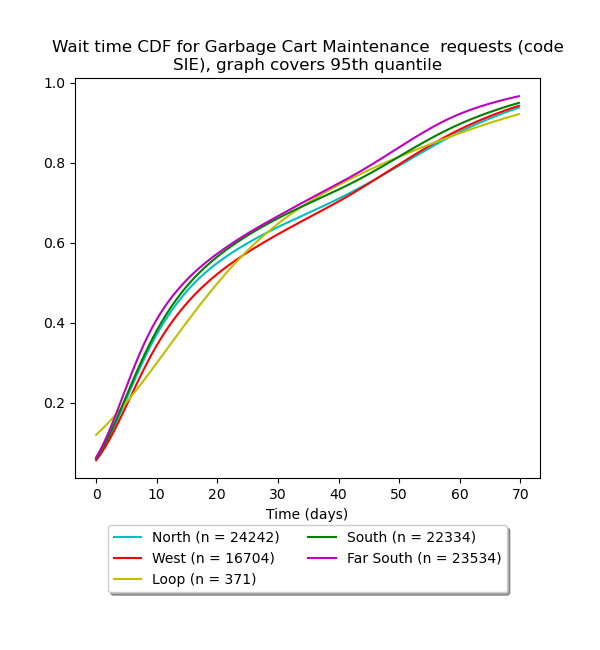 Wait time CDF for Garbage Cart Maintenance  requests (code
SIE), graph covers 95th quantile
1.0
0.8
0.6
0.4
0.2
0 10 20 30 40 50 60 70
Time (days)
North (n = 24242)
West (n = 16704)
Loop (n = 371)
South (n = 22334)
Far South (n = 23534)